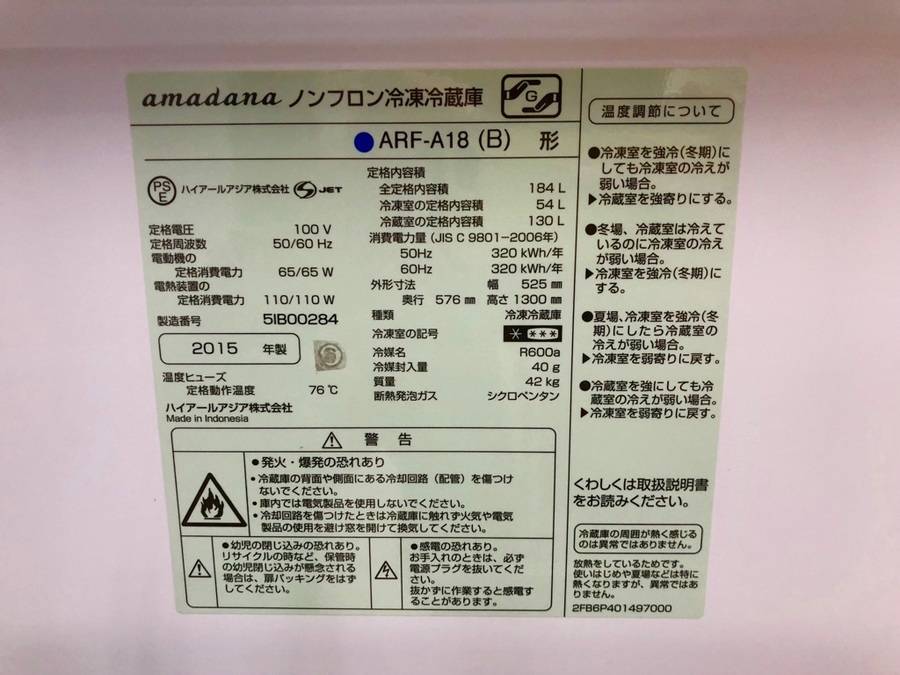 amadana ノンフロン冷凍冷蔵庫
G
ARF-A18 (B) 形
PS
E
ハイアールアジア株式会社
S JET
定格電圧 100 V
定格周波数 50/60 Hz
電動機の
定格消費電力 65/65 W
電熱装置の
定格消費電力 110/110 W
製造番号 5IB00284
2015 年製
温度ヒューズ
定格動作温度 76 ℃
ハイアールアジア株式会社
Made in Indonesia
定格内容積
全定格内容積 184 L
冷凍室の定格内容積 54 L
冷蔵室の定格内容積 130 L
消費電力量 (JIS C 9801-2006年)
50Hz 320 kWh/年
60Hz 320 kWh/年
外形寸法 幅 525 ㎜
奥行 576 ㎜ 高さ 1300 ㎜
種類 冷凍冷蔵庫
冷凍室の記号 * ***
冷媒名 R600a
冷媒封入量 40 g
質量 42 kg
断熱発泡ガス シクロペンタン
⚠ 警 告
●発火・爆発の恐れあり
・冷蔵庫の背面や側面にある冷却回路（配管）を傷つけ
ないでください。
・庫内では電気製品を使用しないでください。
・冷却回路を傷つけたときは冷蔵庫に触れず火気や電気
製品の使用を避け窓を開けて換気してください。
●幼児の閉じ込みの恐れあり。
リサイクルの時など、保管時
の幼児閉じ込みが懸念される
場合は、扉パッキングをはず
してください。
●感電の恐れあり。
お手入れのときは、必ず
電源プラグを抜いてくだ
さい。
抜かずに作業すると感電す
ることがあります。
温度調節について
●冷凍室を強冷(冬期)に
しても冷凍室の冷えが
弱い場合。
▶冷蔵室を強寄りにする。
●冬場、冷蔵室は冷えて
いるのに冷凍室の冷え
が弱い場合。
▶冷凍室を強冷(冬期)に
する。
●夏場、冷凍室を強冷(冬
期)にしたら冷蔵室の
冷えが弱い場合。
▶冷凍室を弱寄りに戻す。
●冷蔵室を強にしても冷
蔵室の冷えが弱い場合。
▶冷凍室を弱寄りに戻す。
くわしくは取扱説明書
をお読みください。
冷蔵庫の周囲が熱く感じる
のは異常ではありません。
放熱をしているためです。
使いはじめや夏場などは特に
熱くなりますが、異常ではあ
りません。
2FB6P401497000